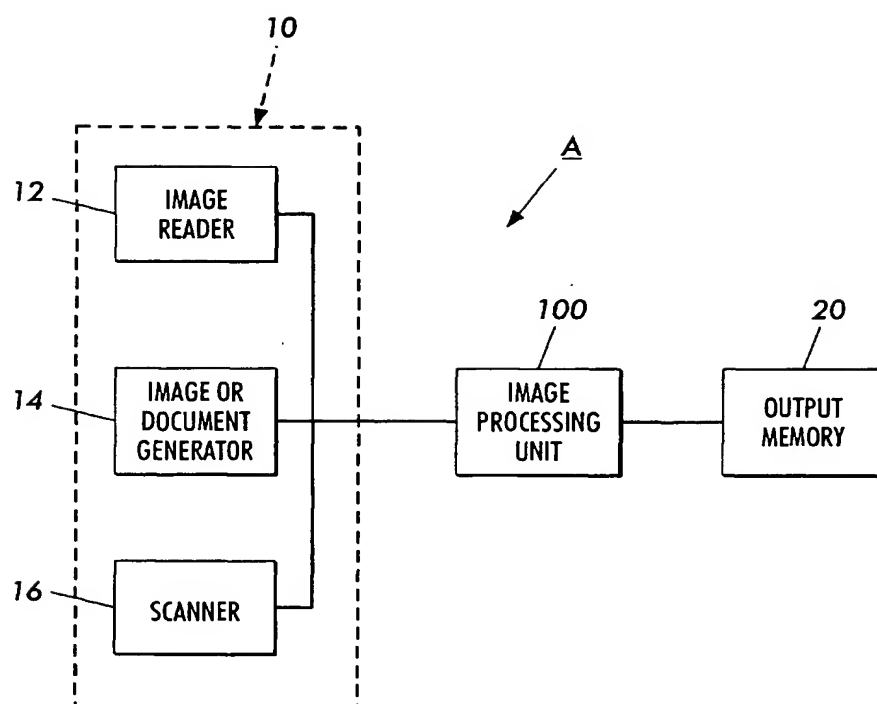 10
A
12
IMAGE
READER
100
20
14
IMAGE OR
DOCUMENT
GENERATOR
IMAGE
PROCESSING
UNIT
OUTPUT
MEMORY
16
SCANNER